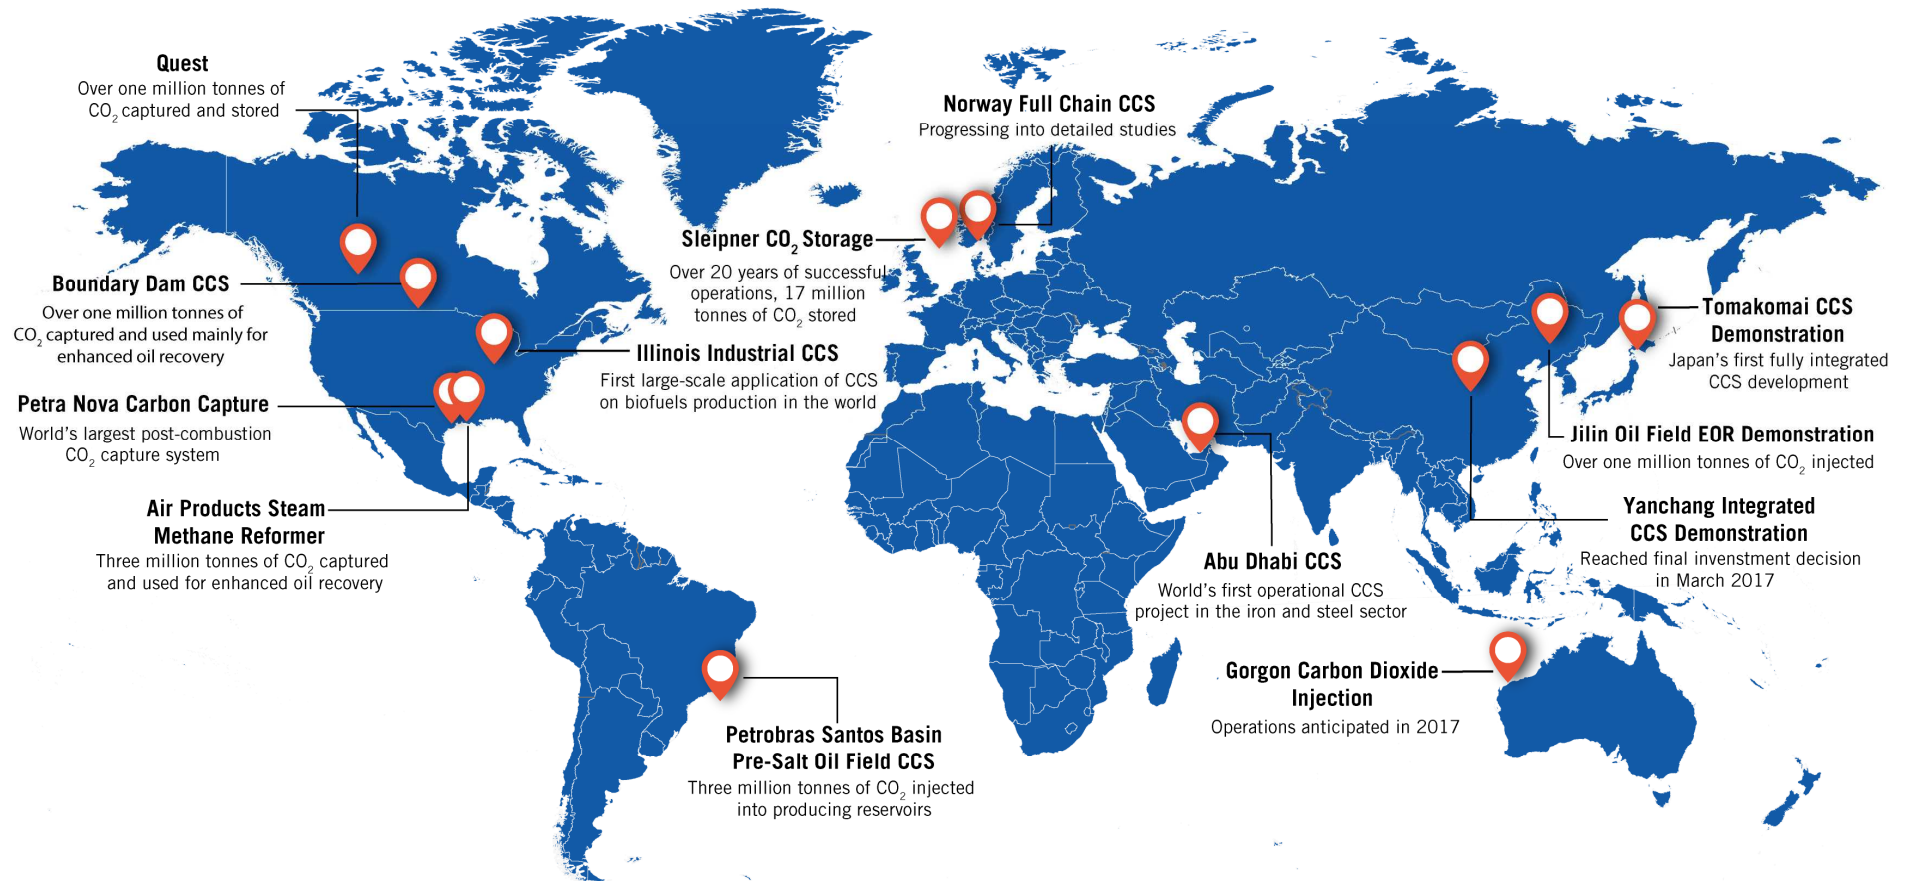 Quest
Over one million tonnes of
CO2 captured and stored
Boundary Dam CCS
Over one million tonnes of
CO2 captured and used mainly for
enhanced oil recovery
Petra Nova Carbon Capture
World's largest post-combustion
CO2 capture system
Air Products Steam
Methane Reformer
Three million tonnes of CO2 captured
and used for enhanced oil recovery
Illinois Industrial CCS
First large-scale application of CCS
on biofuels production in the world
Petrobras Santos Basin
Pre-Salt Oil Field CCS
Three million tonnes of CO2 injected
into producing reservoirs
Norway Full Chain CCS
Progressing into detailed studies
Sleipner CO2 Storage
Over 20 years of successful
operations, 17 million
tonnes of CO2 stored
Abu Dhabi CCS
World's first operational CCS
project in the iron and steel sector
Tomakomai CCS
Demonstration
Japan's first fully integrated
CCS development
Jilin Oil Field EOR Demonstration
Over one million tonnes of CO2 injected
Yanchang Integrated
CCS Demonstration
Reached final invenstment decision
in March 2017
Gorgon Carbon Dioxide
Injection
Operations anticipated in 2017